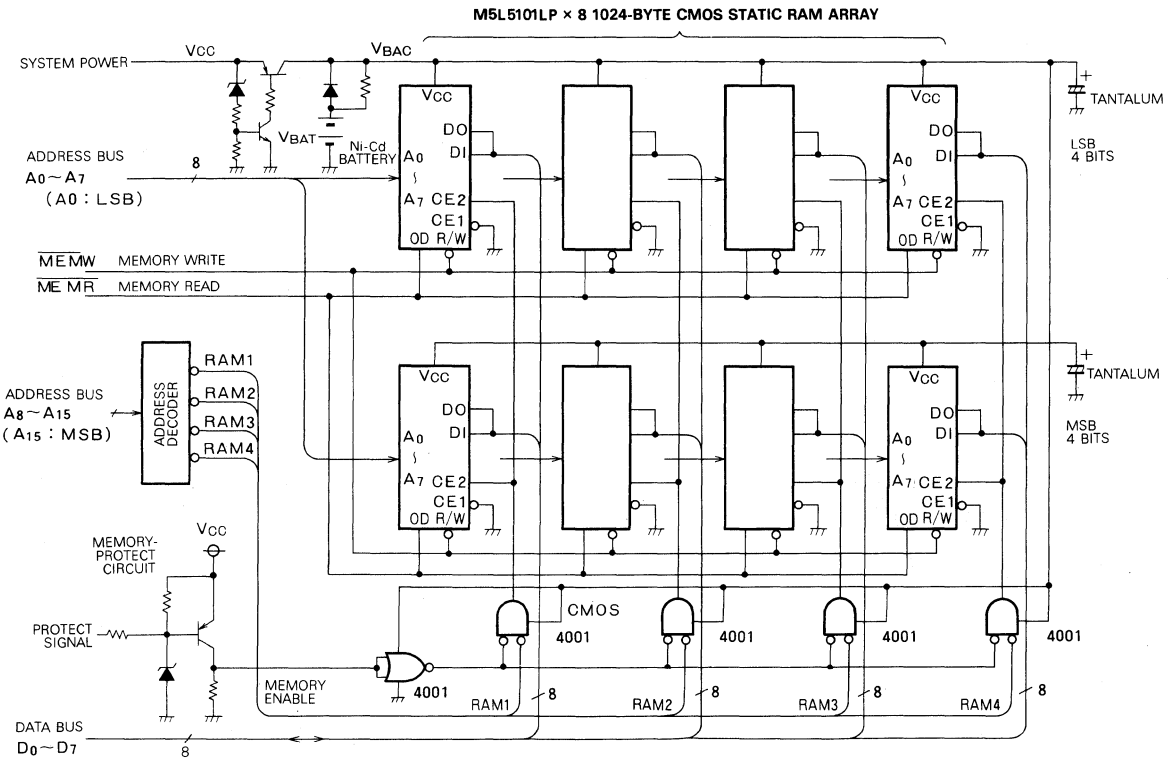 M5L5101LP × 8 1024-BYTE CMOS STATIC RAM ARRAY
SYSTEM POWER
VCC
VBAC
VBAT
Ni-Cd
BATTERY
TANTALUM
LSB
4 BITS
VCC
DO
DI
A0
~
A7
CE2
CE1
OD R/W
VCC
DO
DI
A0
~
A7
CE2
CE1
OD R/W
ADDRESS BUS
A0~A7
(A0 : LSB)
8
MEMW MEMORY WRITE
MEMR MEMORY READ
ADDRESS BUS
A8~A15
(A15 : MSB)
ADDRESS
DECODER
RAM1
RAM2
RAM3
RAM4
VCC
DO
DI
A0
~
A7
CE2
CE1
OD R/W
VCC
DO
DI
A0
~
A7
CE2
CE1
OD R/W
TANTALUM
MSB
4 BITS
MEMORY-
PROTECT
CIRCUIT
VCC
PROTECT
SIGNAL
MEMORY
ENABLE
4001
CMOS
4001
4001
4001
4001
RAM1
8
RAM2
8
RAM3
8
RAM4
8
DATA BUS
D0~D7
8